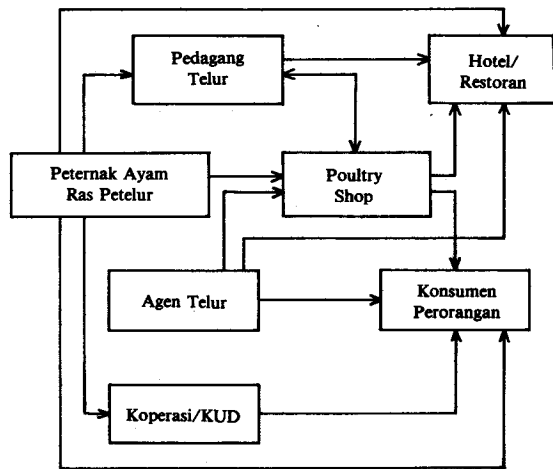 Pedagang
Telur
Hotel/
Restoran
Peternak Ayam
Ras Petelur
Poultry
Shop
Agen Telur
Konsumen
Perorangan
Koperasi/KUD